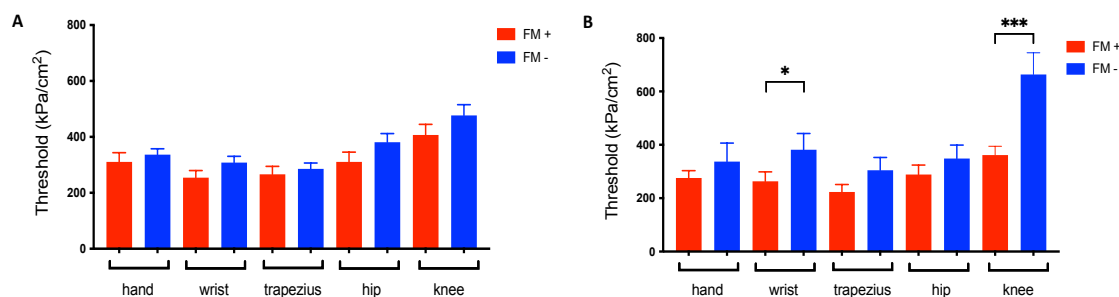 A
Threshold (kPa/cm²)
800
600
400
200
0
hand wrist trapezius hip knee
FM +
FM -
B
Threshold (kPa/cm²)
800
600
400
200
0
* ***
hand wrist trapezius hip knee
FM +
FM -